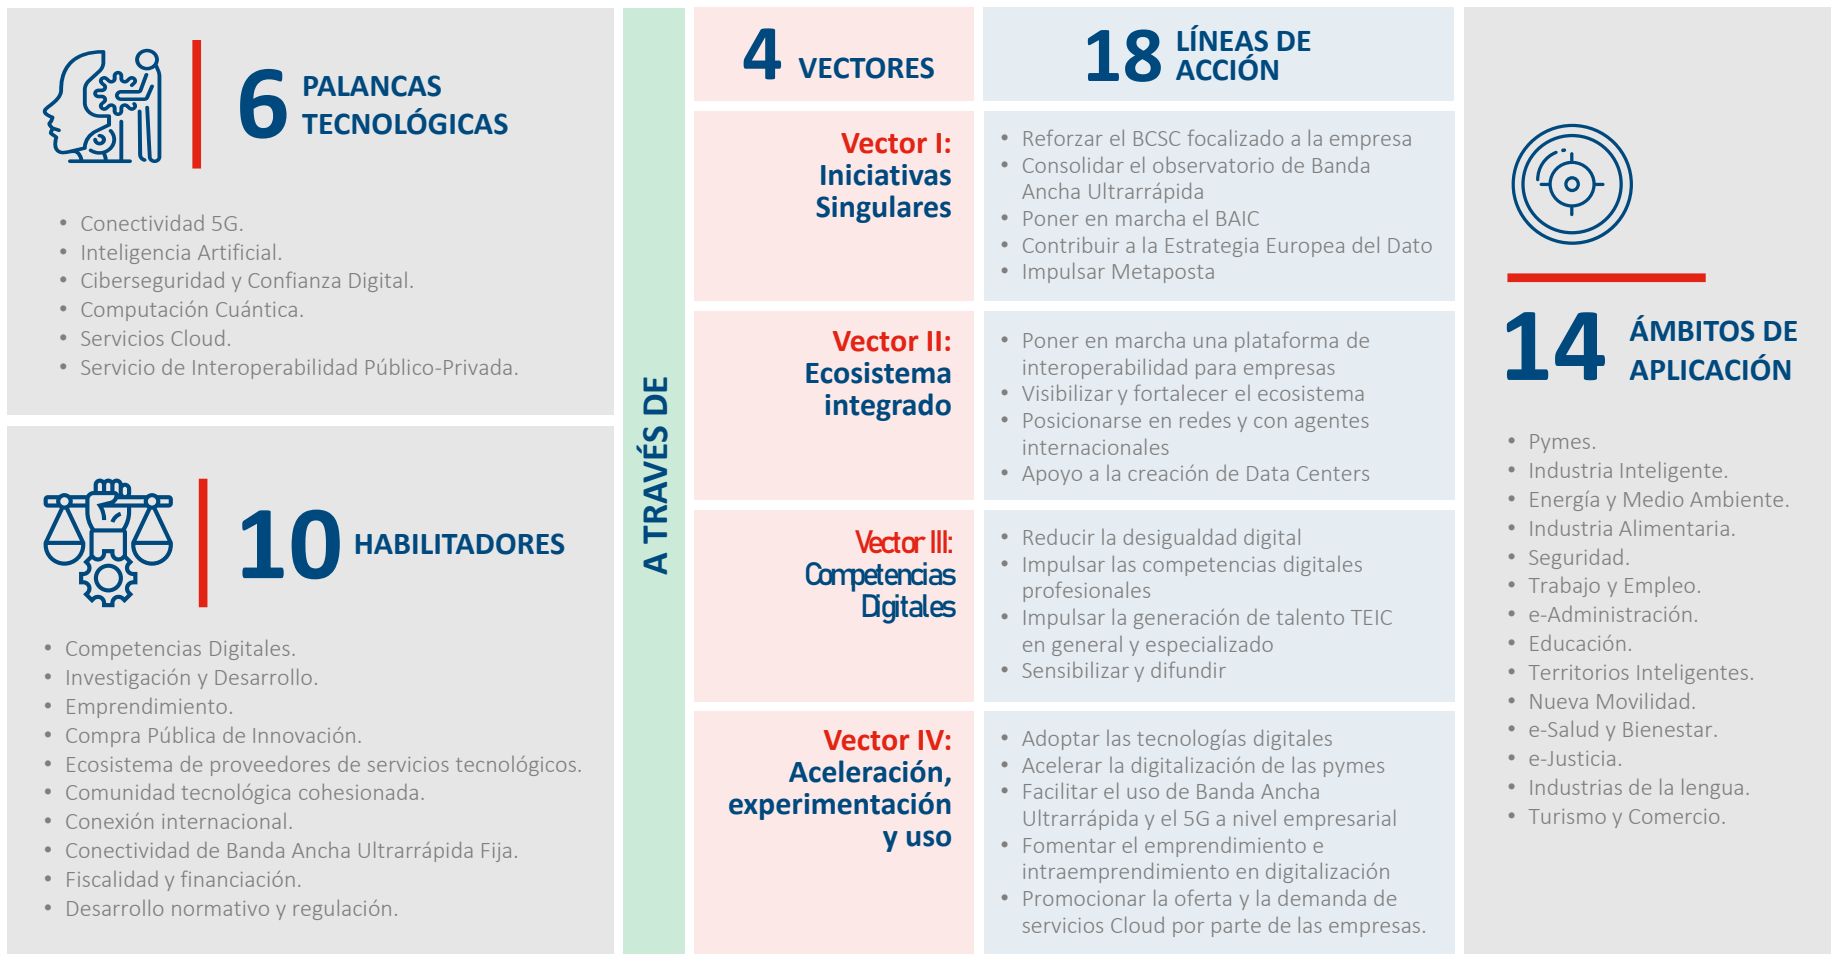 6 PALANCAS
TECNOLÓGICAS
• Conectividad 5G.
• Inteligencia Artificial.
• Ciberseguridad y Confianza Digital.
• Computación Cuántica.
• Servicios Cloud.
• Servicio de Interoperabilidad Público-Privada.
10 HABILITADORES
• Competencias Digitales.
• Investigación y Desarrollo.
• Emprendimiento.
• Compra Pública de Innovación.
• Ecosistema de proveedores de servicios tecnológicos.
• Comunidad tecnológica cohesionada.
• Conexión internacional.
• Conectividad de Banda Ancha Ultrarrápida Fija.
• Fiscalidad y financiación.
• Desarrollo normativo y regulación.
A TRAVÉS DE
4 VECTORES
18 LÍNEAS DE
ACCIÓN
Vector I:
Iniciativas
Singulares
• Reforzar el BCSC focalizado a la empresa
• Consolidar el observatorio de Banda
Ancha Ultrarrápida
• Poner en marcha el BAIC
• Contribuir a la Estrategia Europea del Dato
• Impulsar Metaposta
Vector II:
Ecosistema
integrado
• Poner en marcha una plataforma de
interoperabilidad para empresas
• Visibilizar y fortalecer el ecosistema
• Posicionarse en redes y con agentes
internacionales
• Apoyo a la creación de Data Centers
Vector III:
Competencias
Digitales
• Reducir la desigualdad digital
• Impulsar las competencias digitales
profesionales
• Impulsar la generación de talento TEIC
en general y especializado
• Sensibilizar y difundir
Vector IV:
Aceleración,
experimentación
y uso
• Adoptar las tecnologías digitales
• Acelerar la digitalización de las pymes
• Facilitar el uso de Banda Ancha
Ultrarrápida y el 5G a nivel empresarial
• Fomentar el emprendimiento e
intraemprendimiento en digitalización
• Promocionar la oferta y la demanda de
servicios Cloud por parte de las empresas.
14 ÁMBITOS DE
APLICACIÓN
• Pymes.
• Industria Inteligente.
• Energía y Medio Ambiente.
• Industria Alimentaria.
• Seguridad.
• Trabajo y Empleo.
• e-Administración.
• Educación.
• Territorios Inteligentes.
• Nueva Movilidad.
• e-Salud y Bienestar.
• e-Justicia.
• Industrias de la lengua.
• Turismo y Comercio.